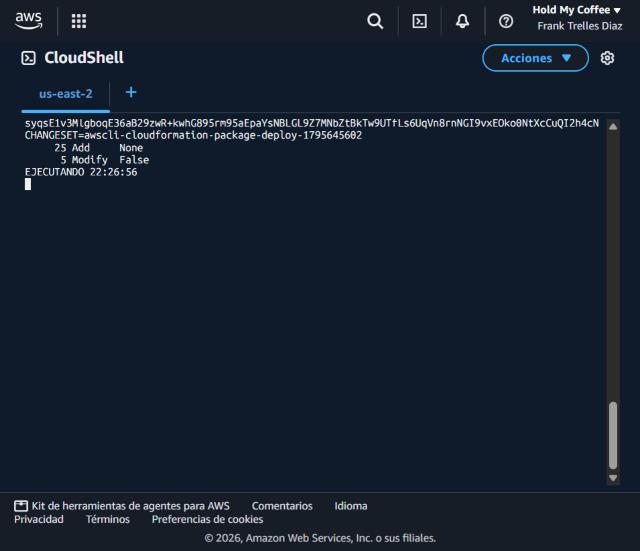 aws
Hold My Coffee
Frank Trelles Diaz
CloudShell
Acciones
us-east-2
+
syqsE1v3MlgboqE36aB29zwR+kwhG895rm95aEpaYsNBLGL9Z7MNbZtBkTw9UTfLs6UqVn8rnNGI9vxEOko0NtXcCuQI2h4cN
CHANGESET=awscli-cloudformation-package-deploy-1795645602
25 Add None
5 Modify False
EJECUTANDO 22:26:56
Kit de herramientas de agentes para AWS Comentarios Idioma
Privacidad Términos Preferencias de cookies
© 2026, Amazon Web Services, Inc. o sus filiales.